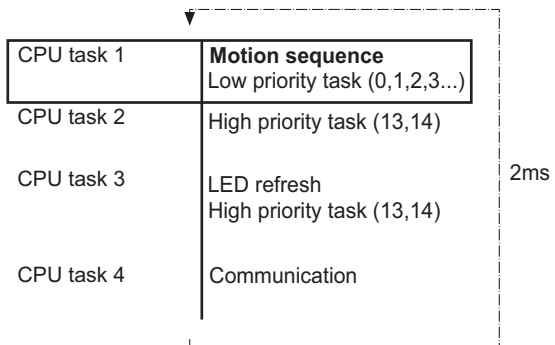 CPU task 1
Motion sequence
Low priority task (0,1,2,3...)
CPU task 2
High priority task (13,14)
CPU task 3
LED refresh
High priority task (13,14)
2ms
CPU task 4
Communication